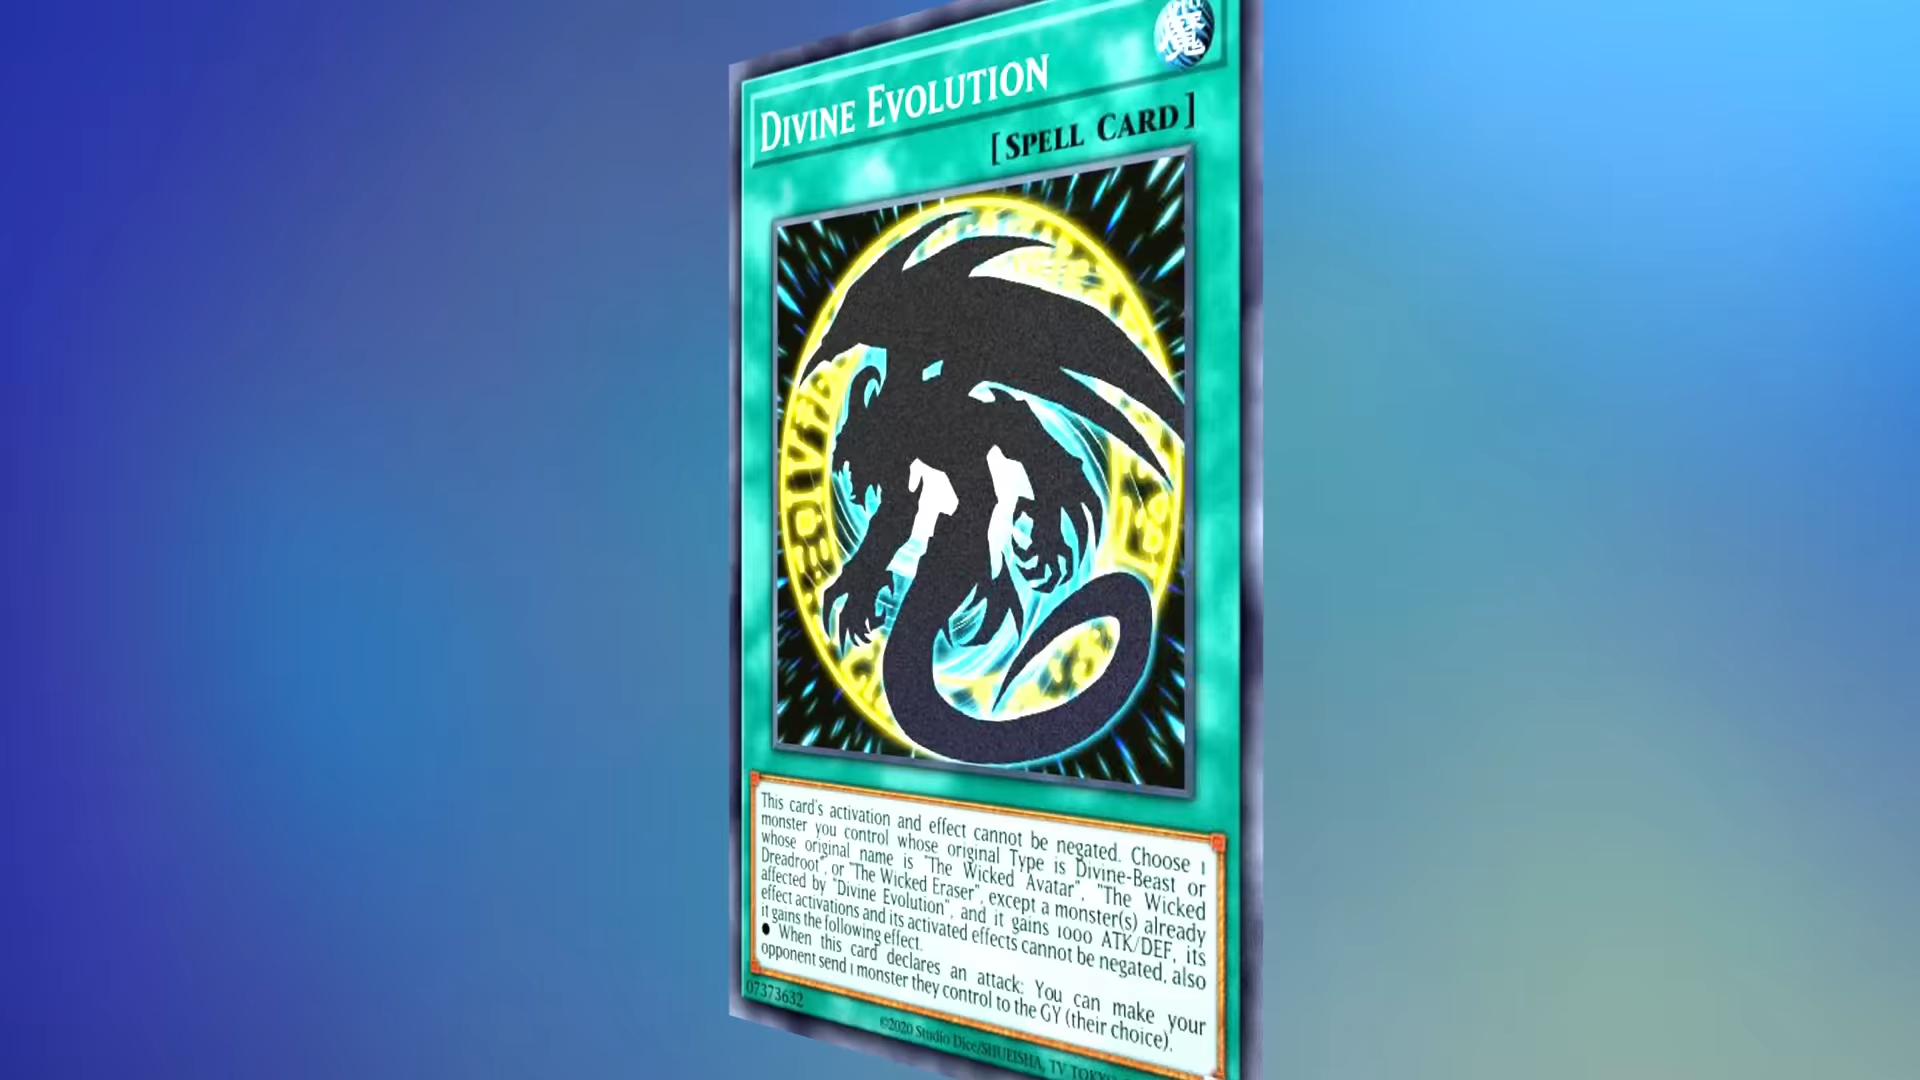 DIVINE EVOLUTION
魔
[SPELL CARD]
This card's activation and effect cannot be negated. Choose 1
monster you control whose original Type is Divine-Beast or
whose original name is "The Wicked Avatar", "The Wicked
Dreadroot", or "The Wicked Eraser", except a monster(s) already
affected by "Divine Evolution", and it gains 1000 ATK/DEF, its
effect activations and its activated effects cannot be negated, also
it gains the following effect.
● When this card declares an attack: You can make your
opponent send 1 monster they control to the GY (their choice).
07373632
©2020 Studio Dice/SHUEISHA, TV TOKYO